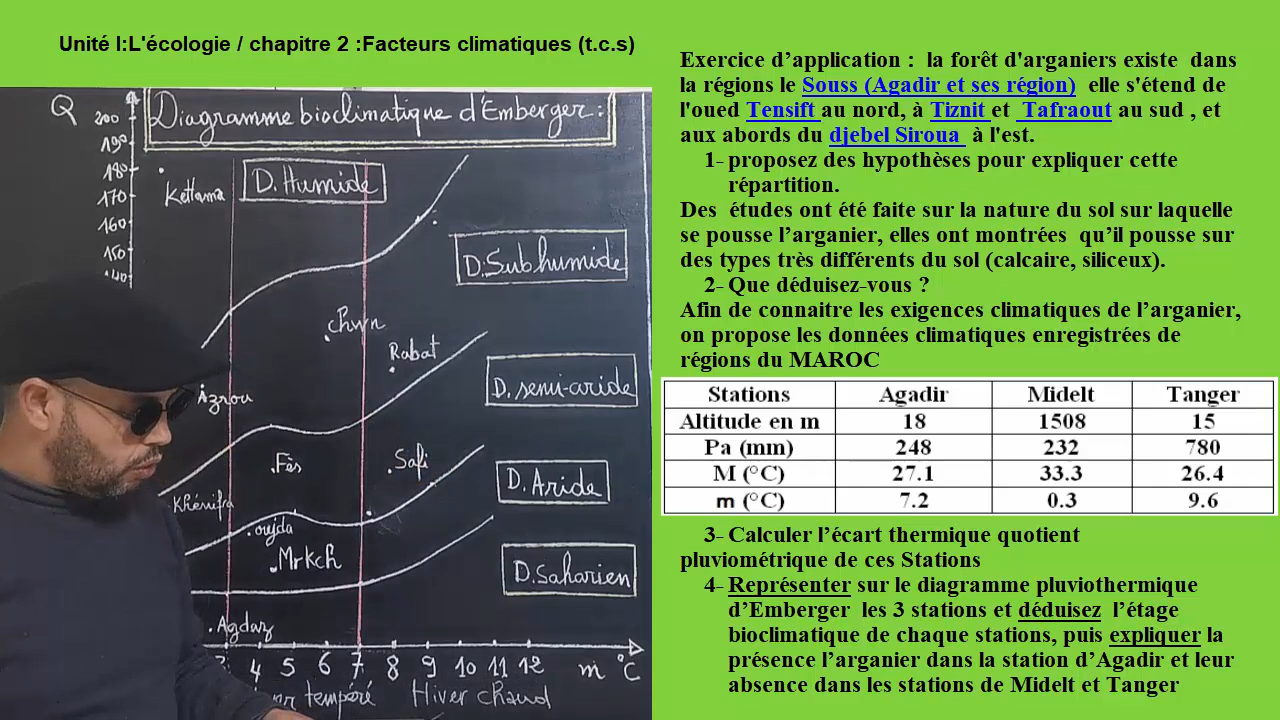 Unité I:L'écologie / chapitre 2 :Facteurs climatiques (t.c.s)
Q
Diagramme bioclimatique d'Emberger :
200
190
180
170
160
150
Kettama
D. Humide
D. Subhumide
chwn
Rabat
D. semi-aride
Azrou
Fès
Safi
D. Aride
Khénifra
oujda
Mrkch
D. Saharien
Agdaz
3 4 5 6 7 8 9 10 11 12 m °C
tempéré Hiver chaud
Exercice d’application : la forêt d'arganiers existe dans
la régions le Souss (Agadir et ses région) elle s'étend de
l'oued Tensift au nord, à Tiznit et Tafraout au sud , et
aux abords du djebel Siroua à l'est.
1- proposez des hypothèses pour expliquer cette
répartition.
Des études ont été faite sur la nature du sol sur laquelle
se pousse l’arganier, elles ont montrées qu’il pousse sur
des types très différents du sol (calcaire, siliceux).
2- Que déduisez-vous ?
Afin de connaitre les exigences climatiques de l’arganier,
on propose les données climatiques enregistrées de
régions du MAROC
Stations Agadir Midelt Tanger
Altitude en m 18 1508 15
Pa (mm) 248 232 780
M (°C) 27.1 33.3 26.4
m (°C) 7.2 0.3 9.6
3- Calculer l’écart thermique quotient
pluviométrique de ces Stations
4- Représenter sur le diagramme pluviothermique
d’Emberger les 3 stations et déduisez l’étage
bioclimatique de chaque stations, puis expliquer la
présence l’arganier dans la station d’Agadir et leur
absence dans les stations de Midelt et Tanger